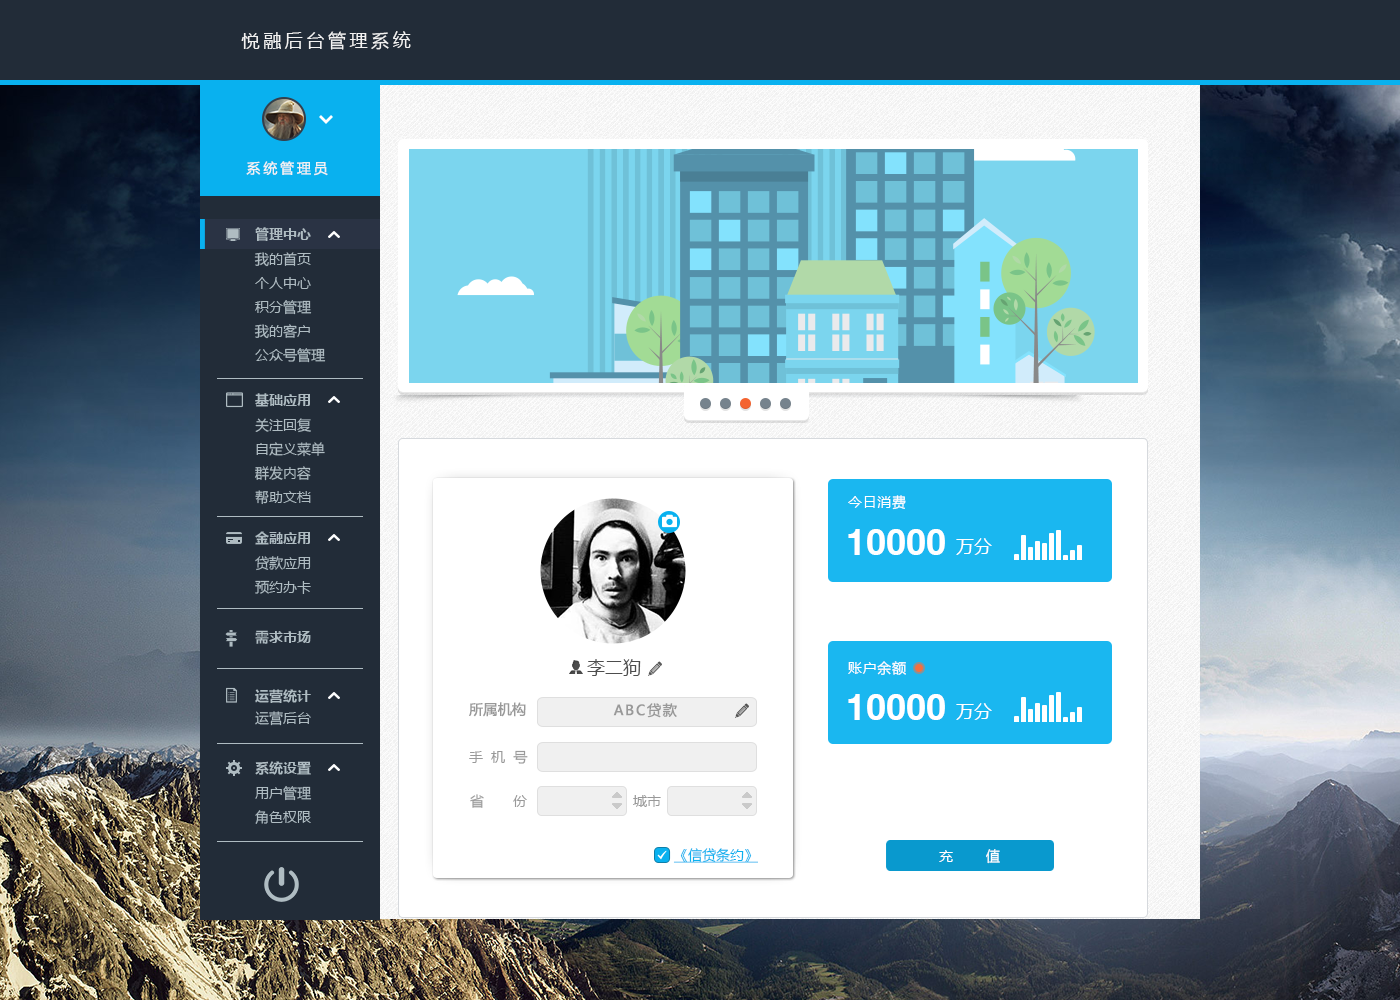 悦融后台管理系统
系统管理员
管理中心
我的首页
个人中心
积分管理
我的客户
公众号管理
基础应用
关注回复
自定义菜单
群发内容
帮助文档
金融应用
贷款应用
预约办卡
需求市场
运营统计
运营后台
系统设置
用户管理
角色权限
李二狗
所属机构 ABC贷款
手 机 号
省 份 城市
《信贷条约》
今日消费
10000 万分
账户余额
10000 万分
充 值